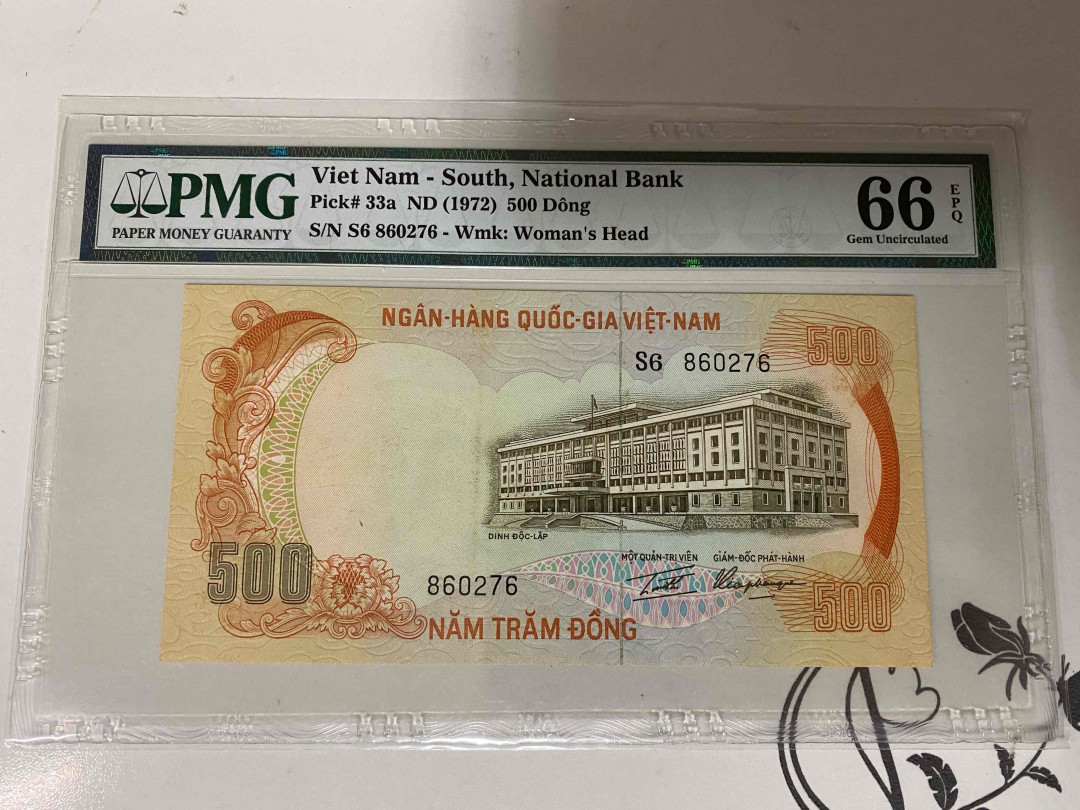 PMG
PAPER MONEY GUARANTY
Viet Nam - South, National Bank
Pick# 33a ND (1972) 500 Dông
S/N S6 860276 - Wmk: Woman's Head
66
EPQ
Gem Uncirculated
NGÂN-HÀNG QUỐC-GIA VIỆT-NAM
500
S6 860276
DINH ĐỘC-LẬP
MỘT QUẢN-TRỊ VIÊN GIÁM-ĐỐC PHÁT-HÀNH
500
860276
500
NĂM TRĂM ĐỒNG